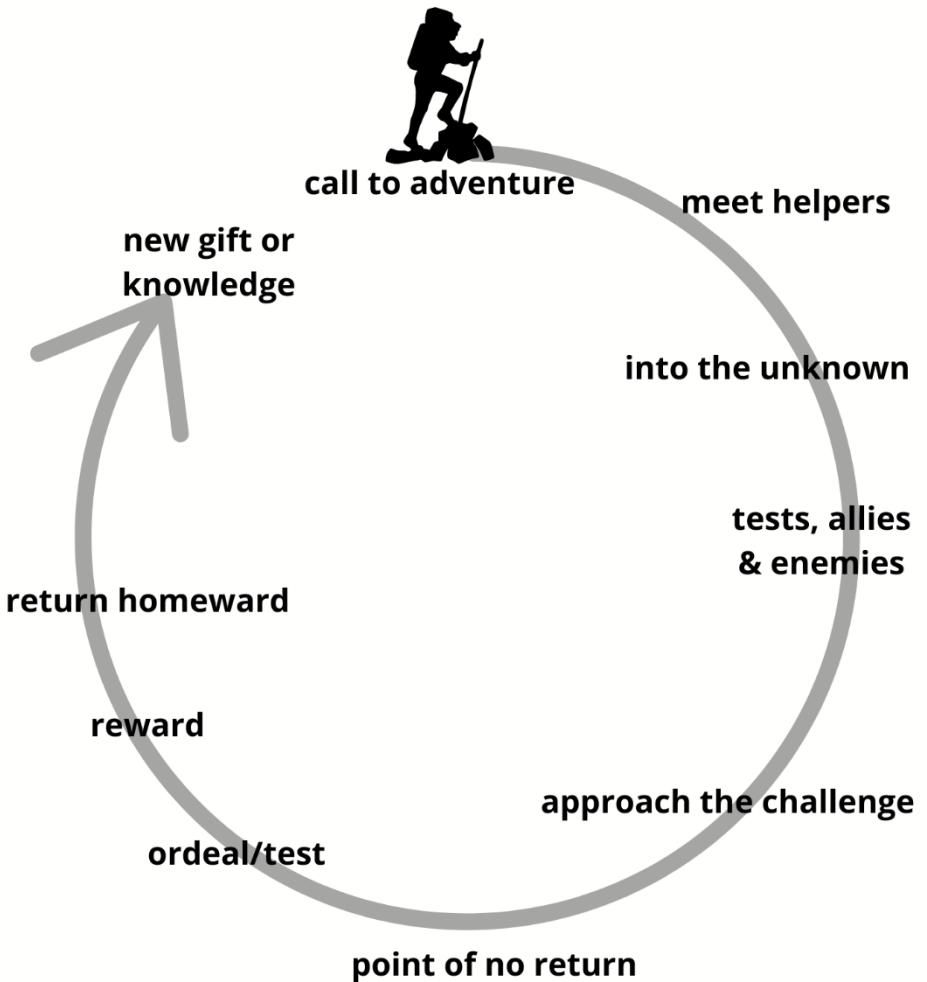 call to adventure
meet helpers
into the unknown
tests, allies
& enemies
approach the challenge
point of no return
ordeal/test
reward
return homeward
new gift or
knowledge